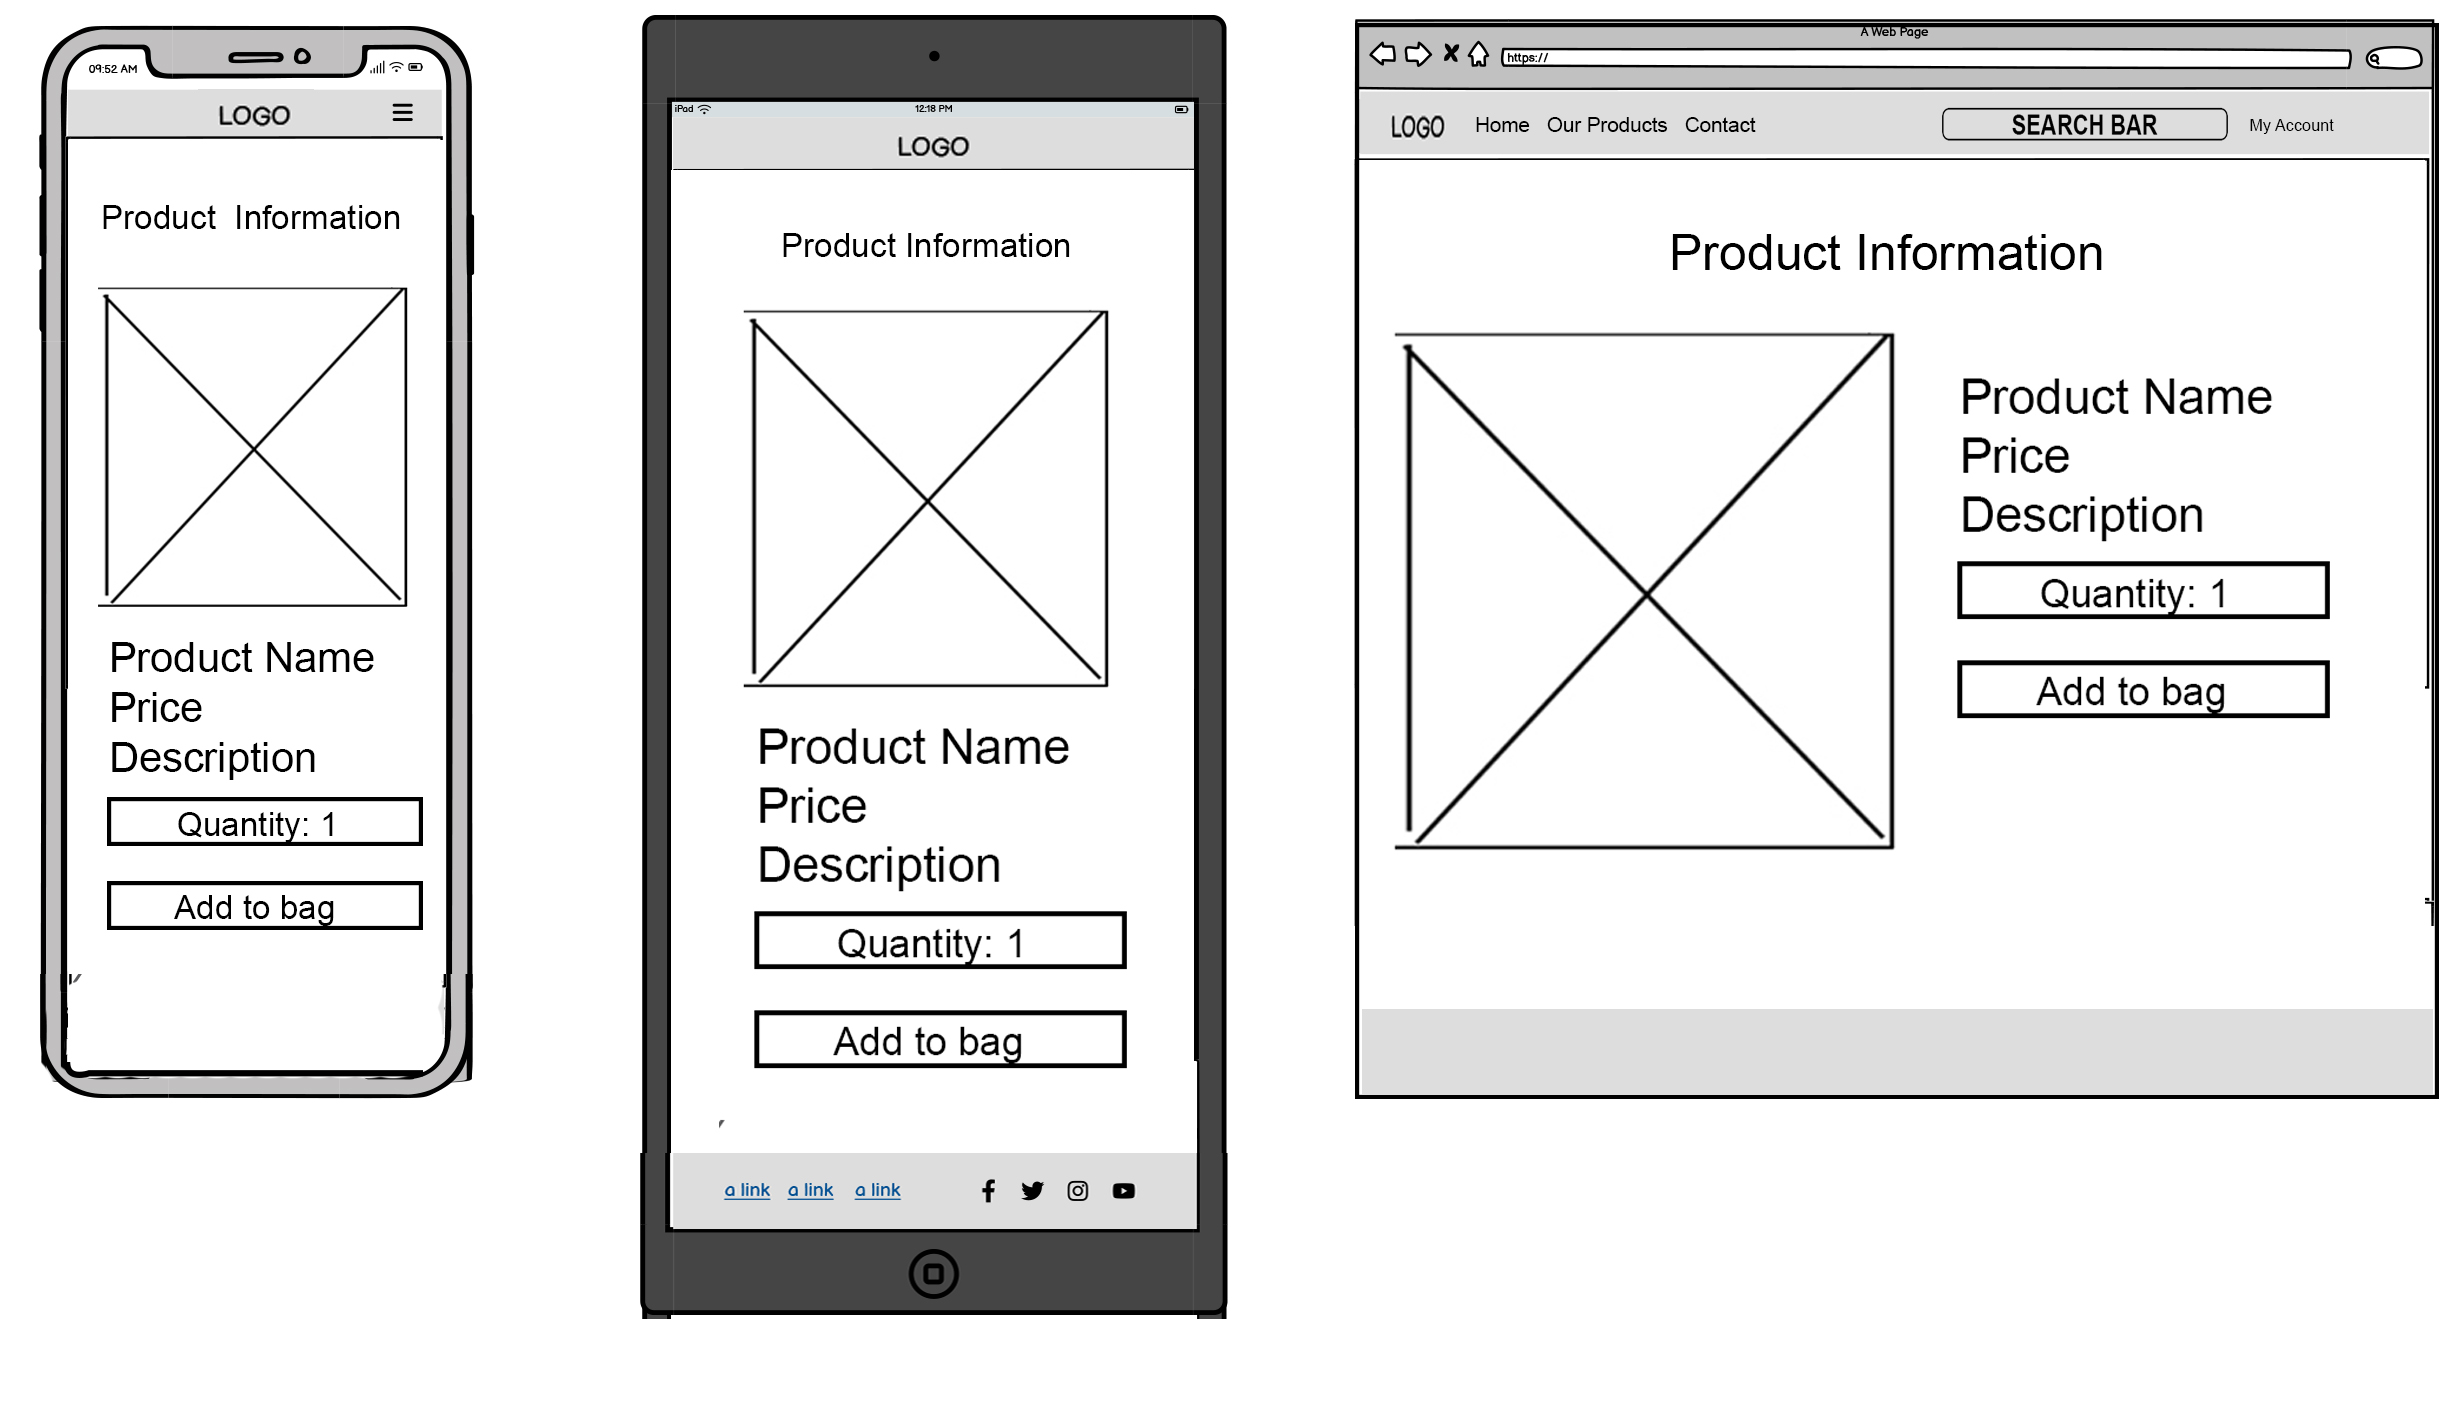 09:52 AM
LOGO
Product Information
Product Name
Price
Description
Quantity: 1
Add to bag
iPad
12:18 PM
LOGO
Product Information
Product Name
Price
Description
Quantity: 1
Add to bag
a link a link a link
A Web Page
https://
LOGO Home Our Products Contact SEARCH BAR My Account
Product Information
Product Name
Price
Description
Quantity: 1
Add to bag